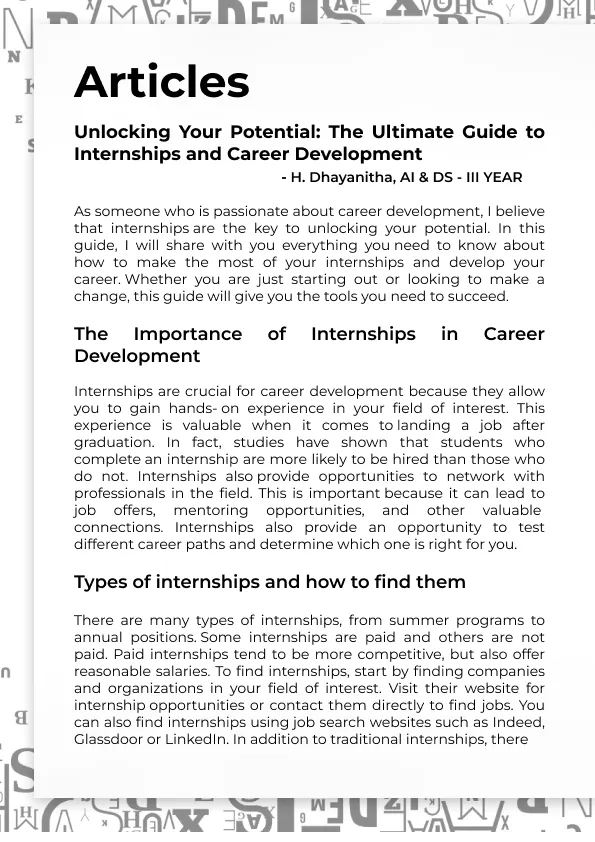 Articles
Unlocking Your Potential: The Ultimate Guide to
Internships and Career Development
- H. Dhayanitha, AI & DS - III YEAR
As someone who is passionate about career development, I believe
that internships are the key to unlocking your potential. In this
guide, I will share with you everything you need to know about
how to make the most of your internships and develop your
career. Whether you are just starting out or looking to make a
change, this guide will give you the tools you need to succeed.
The Importance of Internships in Career
Development
Internships are crucial for career development because they allow
you to gain hands- on experience in your field of interest. This
experience is valuable when it comes to landing a job after
graduation. In fact, studies have shown that students who
complete an internship are more likely to be hired than those who
do not. Internships also provide opportunities to network with
professionals in the field. This is important because it can lead to
job offers, mentoring opportunities, and other valuable
connections. Internships also provide an opportunity to test
different career paths and determine which one is right for you.
Types of internships and how to find them
There are many types of internships, from summer programs to
annual positions. Some internships are paid and others are not
paid. Paid internships tend to be more competitive, but also offer
reasonable salaries. To find internships, start by finding companies
and organizations in your field of interest. Visit their website for
internship opportunities or contact them directly to find jobs. You
can also find internships using job search websites such as Indeed,
Glassdoor or LinkedIn. In addition to traditional internships, there